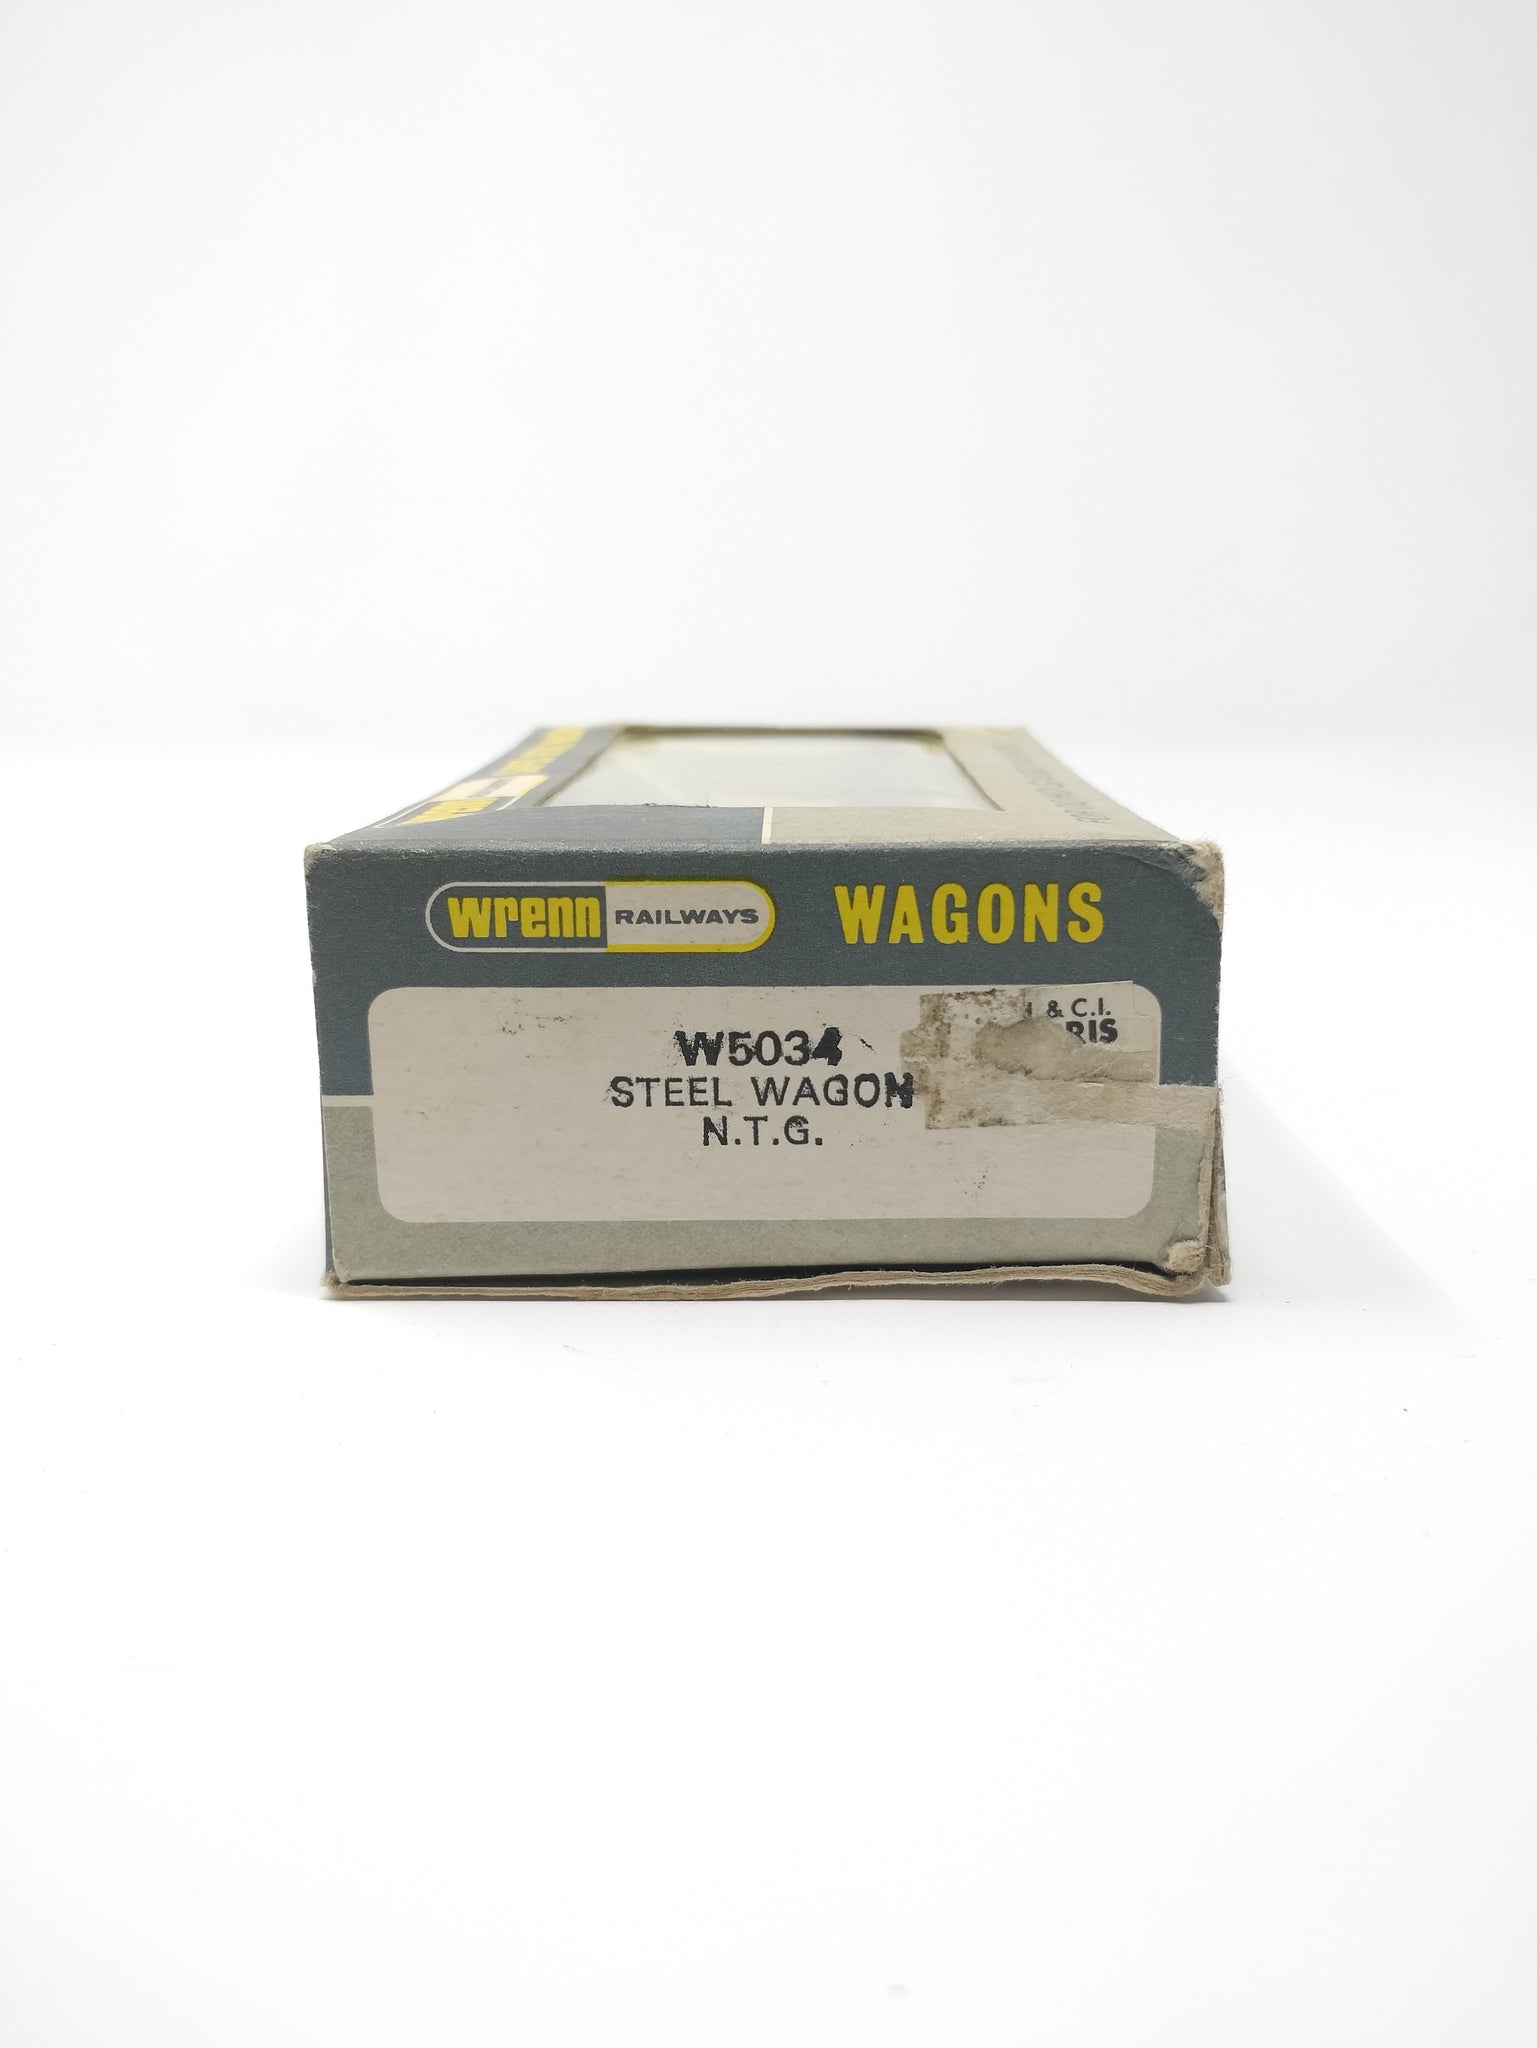 wrenn RAILWAYS WAGONS
& C.I.
W5034
STEEL WAGON
N.T.G.